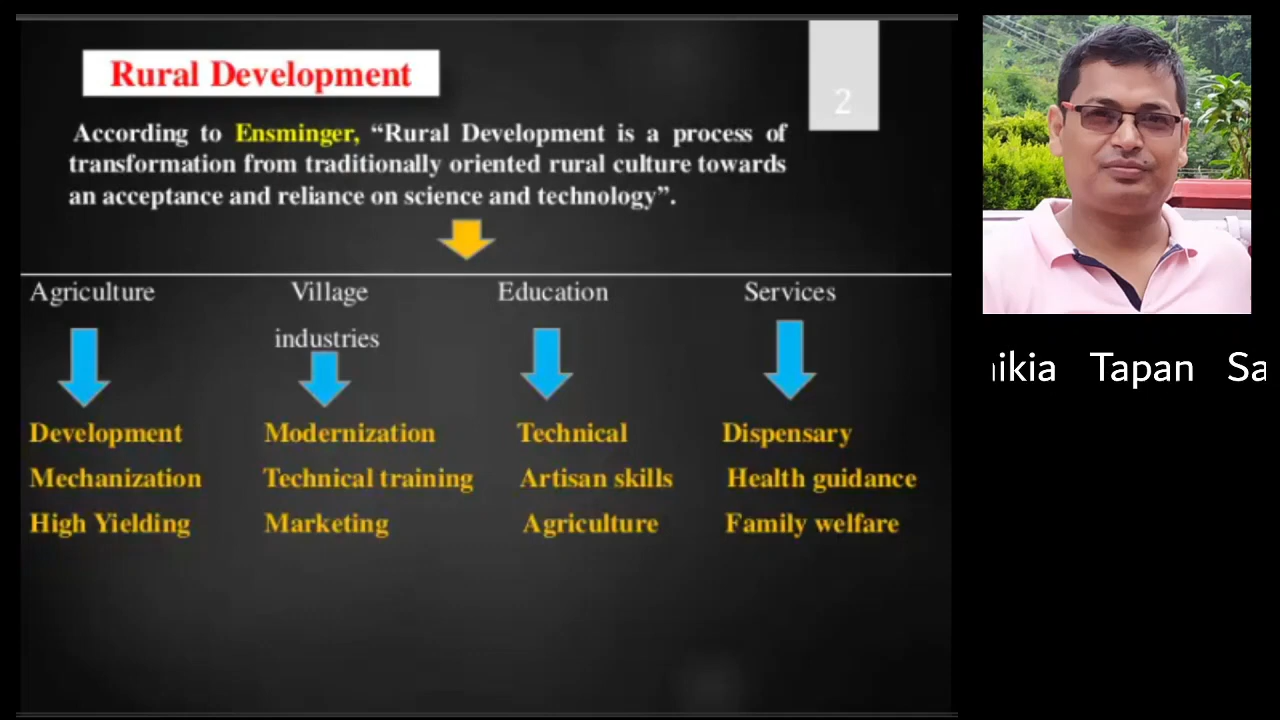 Rural Development
2
According to Ensminger, “Rural Development is a process of
transformation from traditionally oriented rural culture towards
an acceptance and reliance on science and technology”.
Agriculture Village Education Services
industries
Development Modernization Technical Dispensary
Mechanization Technical training Artisan skills Health guidance
High Yielding Marketing Agriculture Family welfare
Tapan